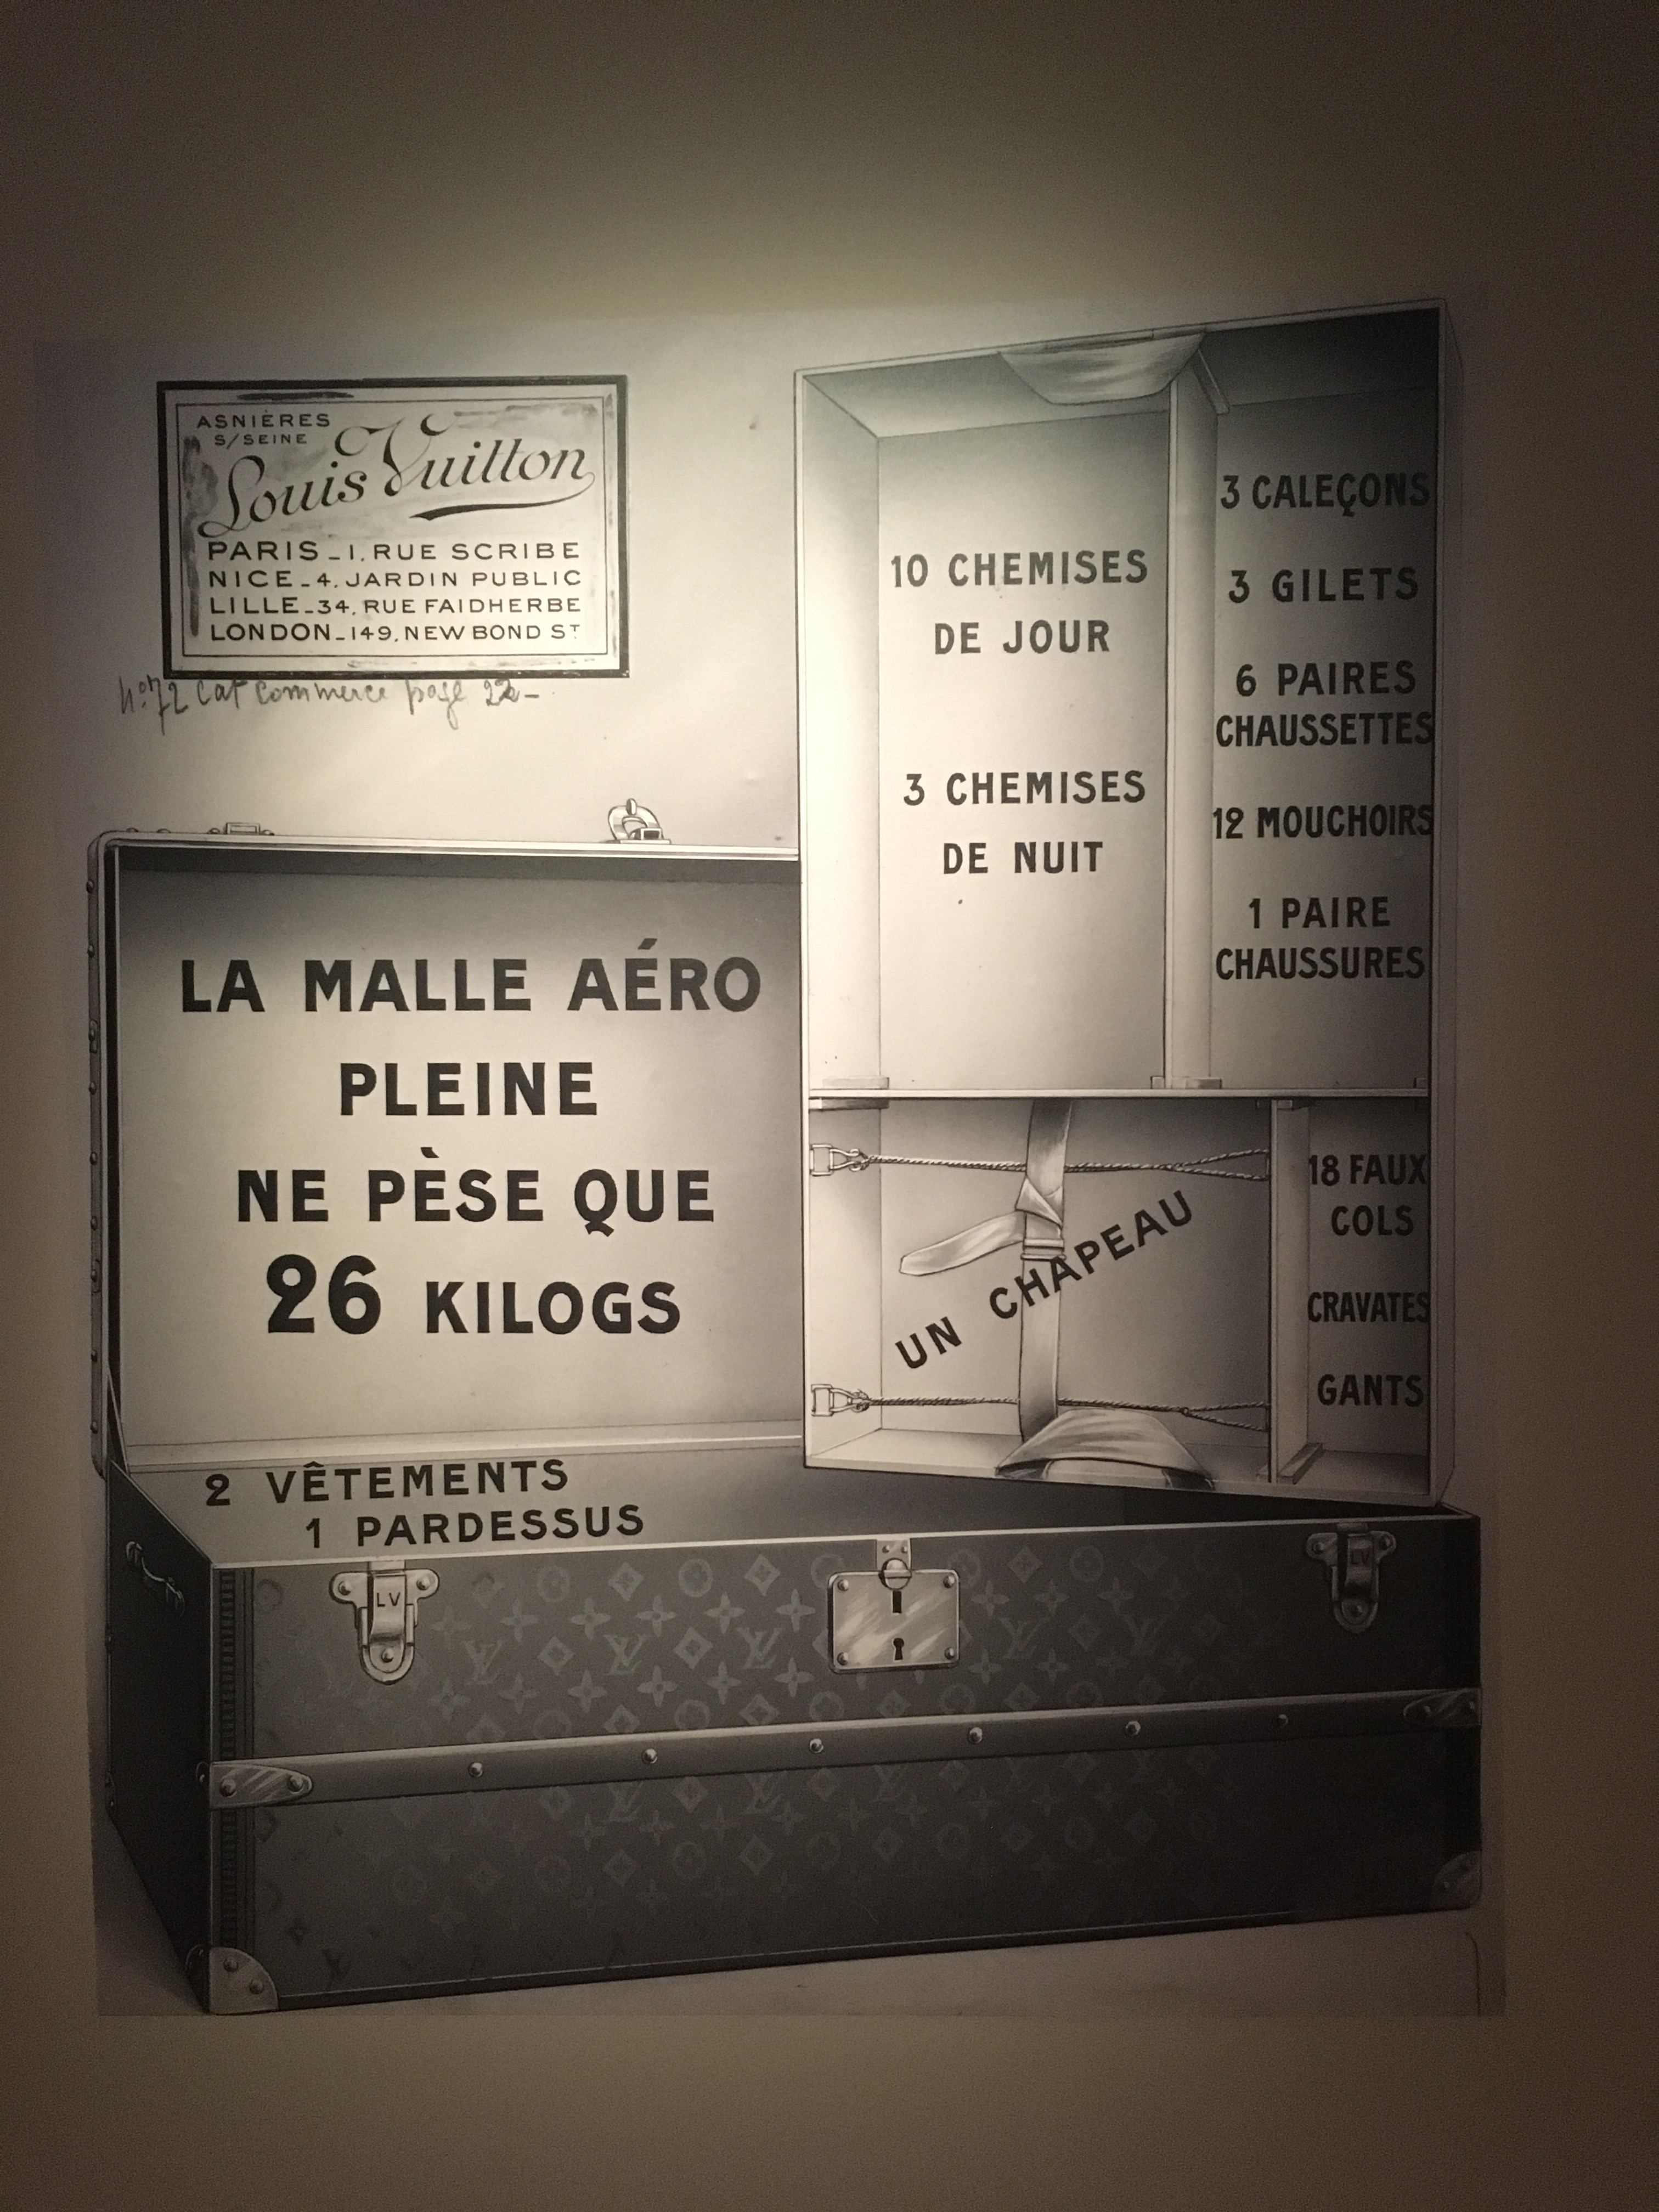 ASNIÈRES
S/SEINE
Louis Vuitton
PARIS_1, RUE SCRIBE
NICE_4, JARDIN PUBLIC
LILLE_34, RUE FAIDHERBE
LONDON_149, NEW BOND ST
N° 72 Cat commerce page 22-
10 CHEMISES
DE JOUR
3 CHEMISES
DE NUIT
3 CALEÇONS
3 GILETS
6 PAIRES
CHAUSSETTES
12 MOUCHOIRS
1 PAIRE
CHAUSSURES
LA MALLE AÉRO
PLEINE
NE PÈSE QUE
26 KILOGS
UN CHAPEAU
18 FAUX
COLS
CRAVATES
GANTS
2 VÊTEMENTS
1 PARDESSUS
LV
LV